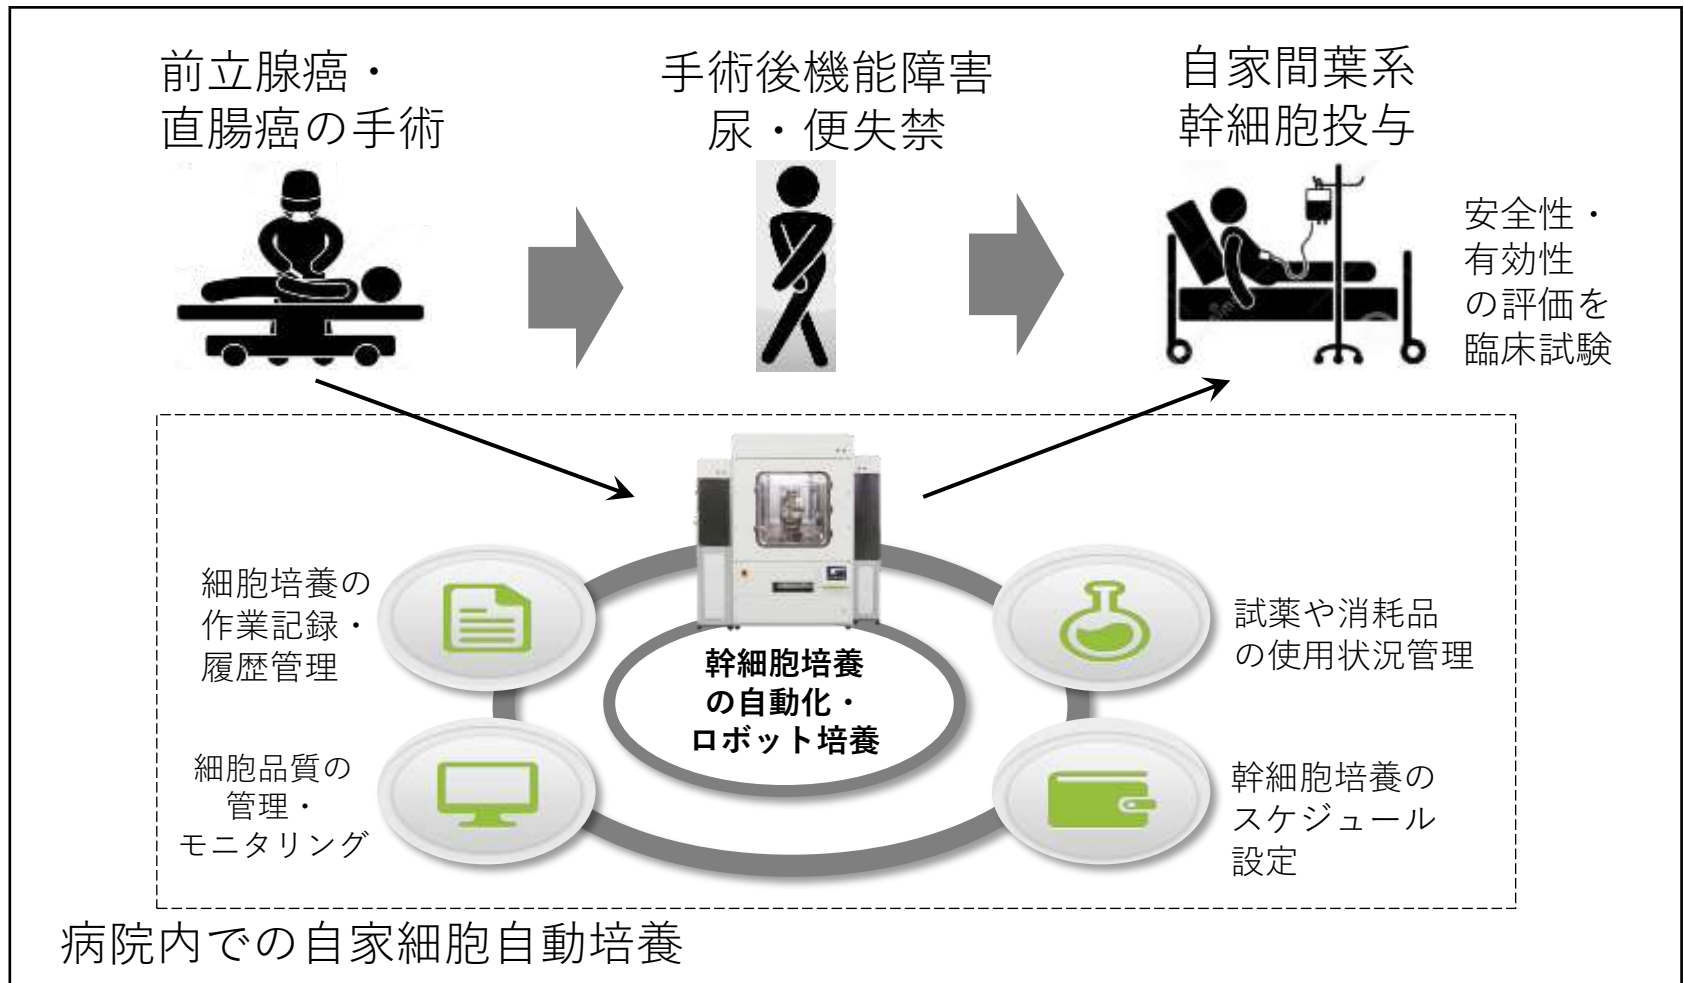 前立腺癌・
直腸癌の手術
手術後機能障害
尿・便失禁
自家間葉系
幹細胞投与
安全性・
有効性
の評価を
臨床試験
細胞培養の
作業記録・
履歴管理
試薬や消耗品
の使用状況管理
幹細胞培養
の自動化・
ロボット培養
細胞品質の
管理・
モニタリング
幹細胞培養の
スケジュール
設定
病院内での自家細胞自動培養